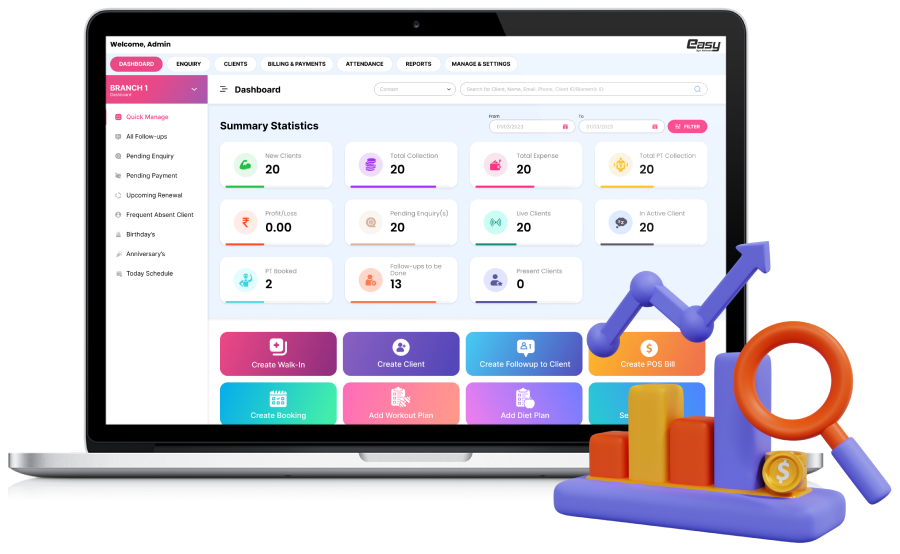 Welcome, Admin
Easy
DASHBOARD ENQUIRY CLIENTS BILLING & PAYMENTS ATTENDANCE REPORTS MANAGE & SETTINGS
BRANCH 1
Dashboard
Dashboard
Contain
Search for Client, Name, Email, Phone, Client ID(Biometric Id)
Quick Manage
All Follow-ups
Pending Enquiry
Pending Payment
Upcoming Renewal
Frequent Absent Client
Birthday's
Anniversary's
Today Schedule
Summary Statistics
From
01/03/2023
To
01/03/2023
FILTER
New Clients
20
Total Collection
20
Total Expense
20
Total PT Collection
20
Profit/Loss
0.00
Pending Enquiry(s)
20
Live Clients
20
In Active Client
20
PT Booked
2
Follow-ups to be
Done
13
Present Clients
0
Create Walk-In
Create Client
Create Followup to Client
Create POS Bill
Create Booking
Add Workout Plan
Add Diet Plan
Se